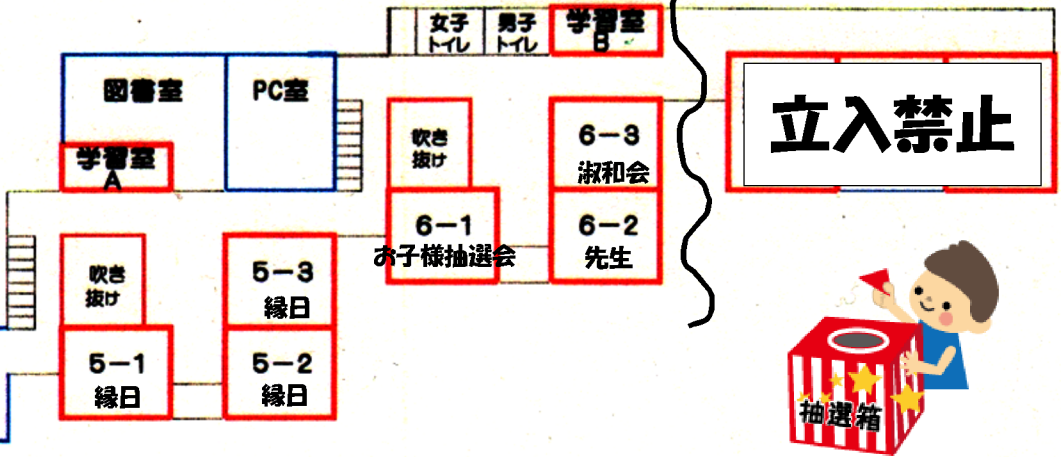 女子
トイレ
男子
トイレ
学習室
B
図書室
PC室
学習室
A
吹き
抜け
6-3
淑和会
立入禁止
6-1
お子様抽選会
6-2
先生
吹き
抜け
5-3
縁日
5-1
縁日
5-2
縁日
抽選箱